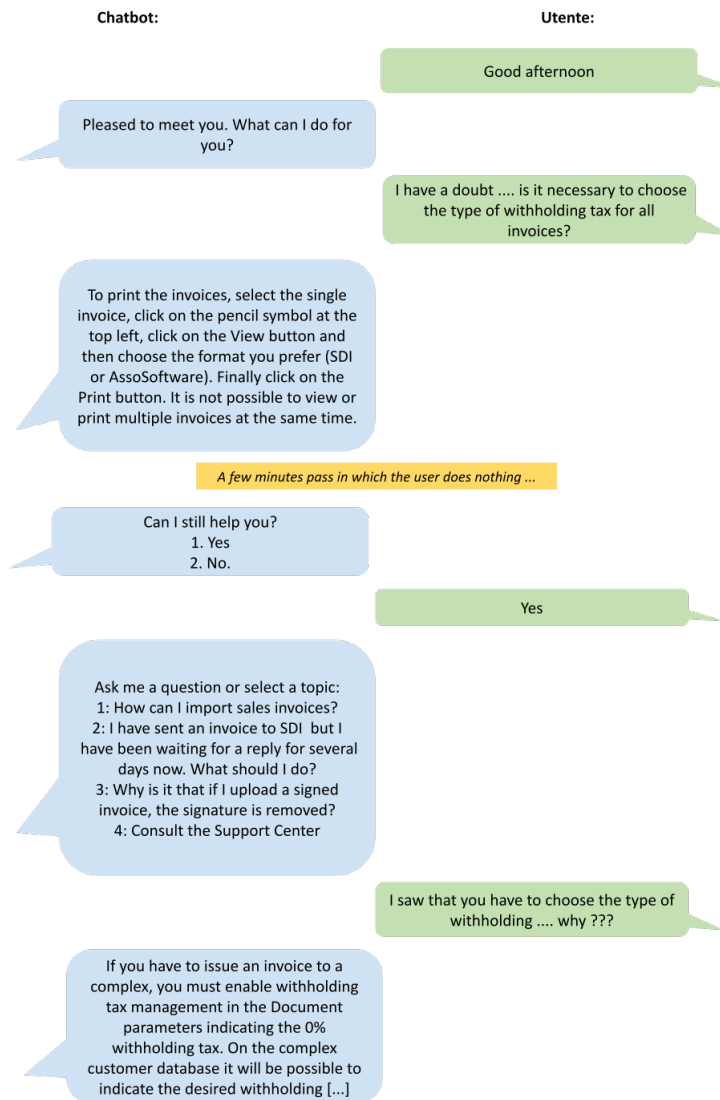 Chatbot:
Utente:
Good afternoon
Pleased to meet you. What can I do for
you?
I have a doubt .... is it necessary to choose
the type of withholding tax for all
invoices?
To print the invoices, select the single
invoice, click on the pencil symbol at the
top left, click on the View button and
then choose the format you prefer (SDI
or AssoSoftware). Finally click on the
Print button. It is not possible to view or
print multiple invoices at the same time.
A few minutes pass in which the user does nothing ...
Can I still help you?
1. Yes
2. No.
Yes
Ask me a question or select a topic:
1: How can I import sales invoices?
2: I have sent an invoice to SDI but I
have been waiting for a reply for several
days now. What should I do?
3: Why is it that if I upload a signed
invoice, the signature is removed?
4: Consult the Support Center
I saw that you have to choose the type of
withholding .... why ???
If you have to issue an invoice to a
complex, you must enable withholding
tax management in the Document
parameters indicating the 0%
withholding tax. On the complex
customer database it will be possible to
indicate the desired withholding [...]